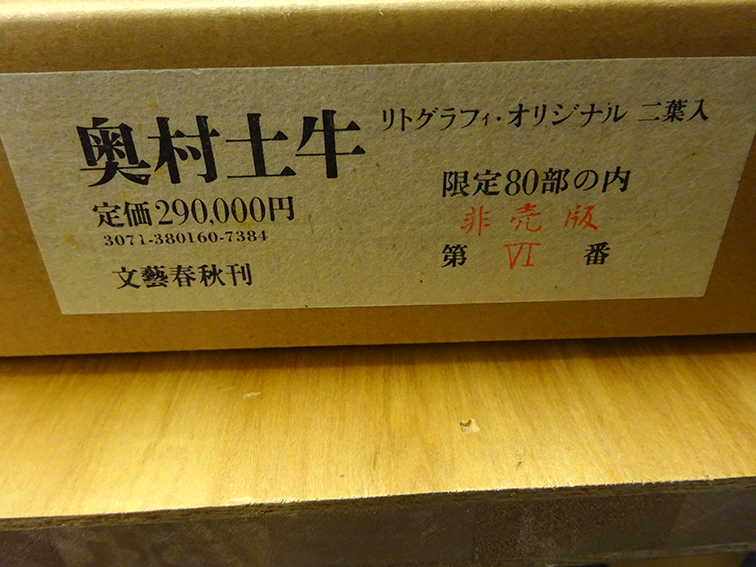 奥村土牛
リトグラフィ・オリジナル 二葉入
定価290,000円
3071-380160-7384
文藝春秋刊
限定80部の内
非売版
第 VI 番